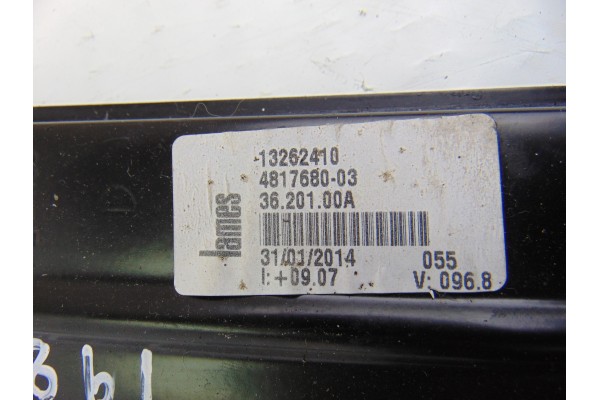 lames
13262410
4817680-03
36.201.00A
31/01/2014 055
I: +09.07 V: 096.8